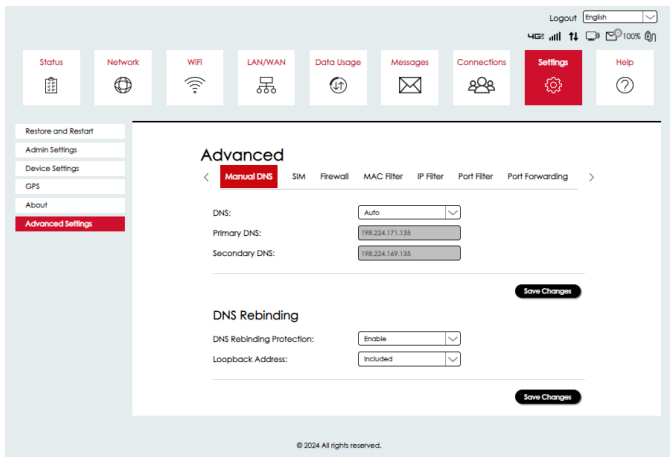 Logout English
4G 100%
Status Network WiFi LAN/WAN Data Usage Messages Connections Settings Help
Restore and Restart
Admin Settings
Device Settings
GPS
About
Advanced Settings
Advanced
Manual DNS SIM Firewall MAC Filter IP Filter Port Filter Port Forwarding
DNS: Auto
Primary DNS: 198.224.171.135
Secondary DNS: 198.224.169.135
Save Changes
DNS Rebinding
DNS Rebinding Protection: Enable
Loopback Address: Included
Save Changes
© 2024 All rights reserved.